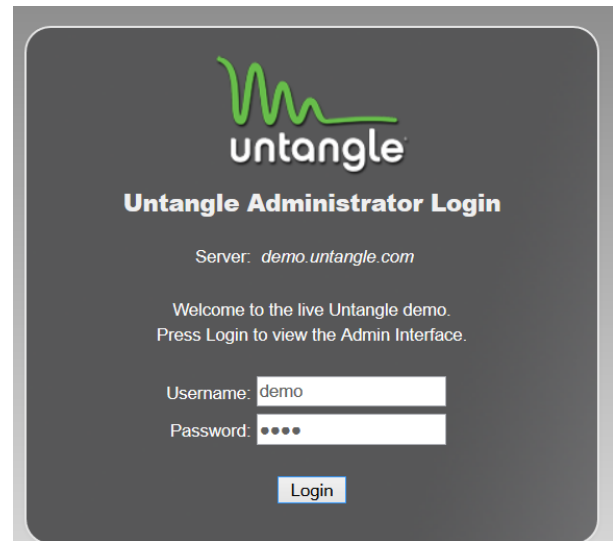 untangle
Untangle Administrator Login
Server: demo.untangle.com
Welcome to the live Untangle demo.
Press Login to view the Admin Interface.
Username: demo
Password: ●●●●
Login